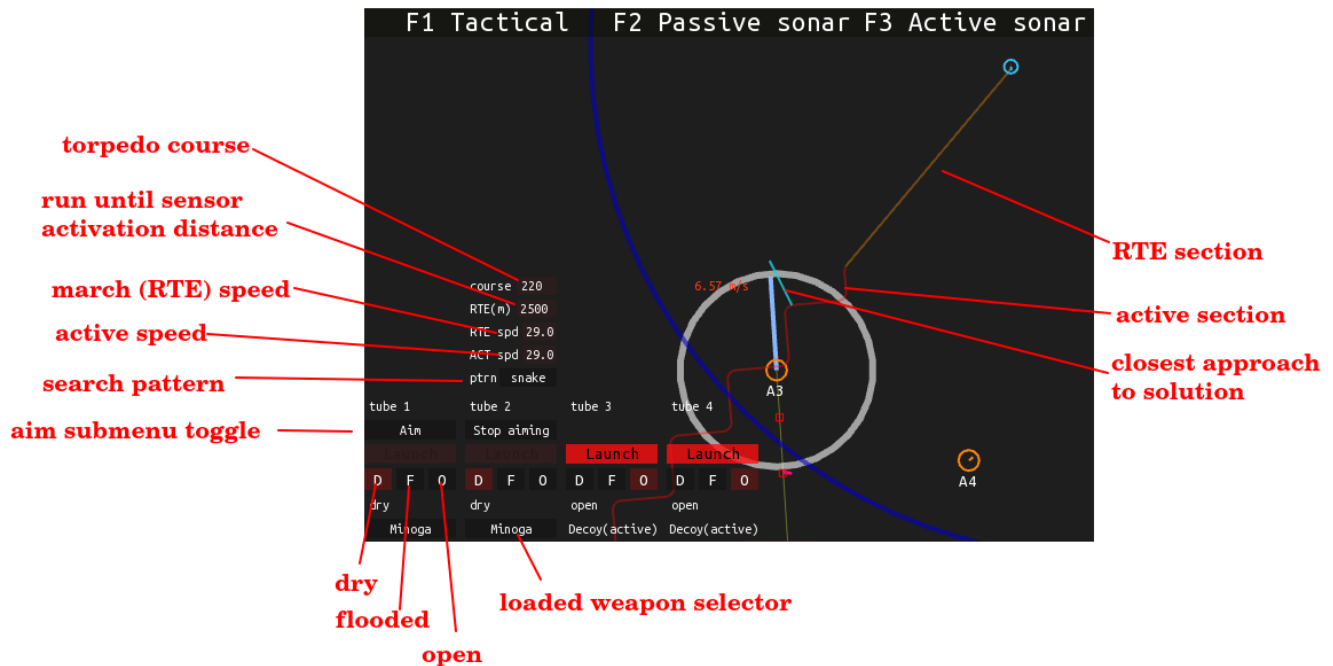 F1 Tactical F2 Passive sonar F3 Active sonar
torpedo course
run until sensor
activation distance
march (RTE) speed
active speed
search pattern
aim submenu toggle
course 220
RTE(m) 2500
RTE spd 29.0
ACT spd 29.0
ptrn snake
6.57 m/s
A3
A4
RTE section
active section
closest approach
to solution
tube 1 tube 2 tube 3 tube 4
Aim Stop aiming
Launch Launch Launch Launch
D F O D F O D F O D F O
dry dry open open
Minoga Minoga Decoy(active) Decoy(active)
dry
flooded
open
loaded weapon selector